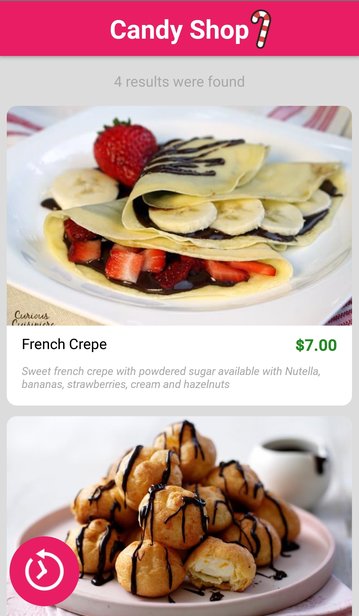 Candy Shop
4 results were found
Curious
Cuisiniere
French Crepe
$7.00
Sweet french crepe with powdered sugar available with Nutella,
bananas, strawberries, cream and hazelnuts